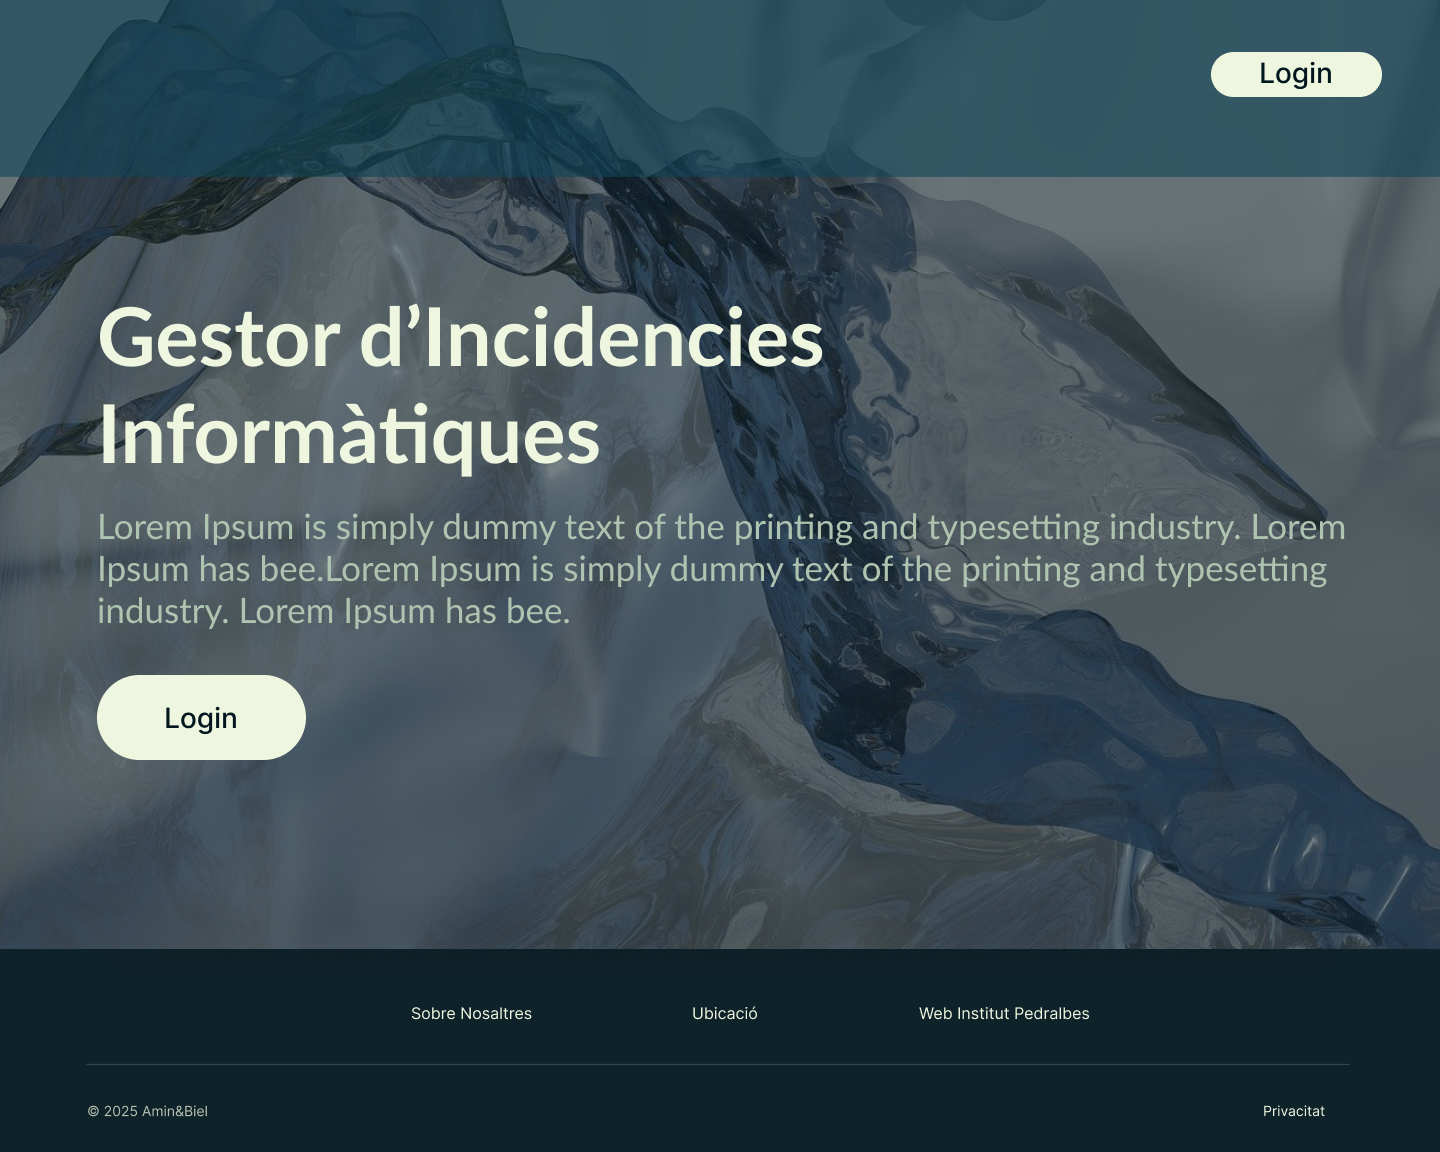 Login
Gestor d’Incidencies
Informàtiques
Lorem Ipsum is simply dummy text of the printing and typesetting industry. Lorem
Ipsum has bee.Lorem Ipsum is simply dummy text of the printing and typesetting
industry. Lorem Ipsum has bee.
Login
Sobre Nosaltres
Ubicació
Web Institut Pedralbes
© 2025 Amin&Biel
Privacitat